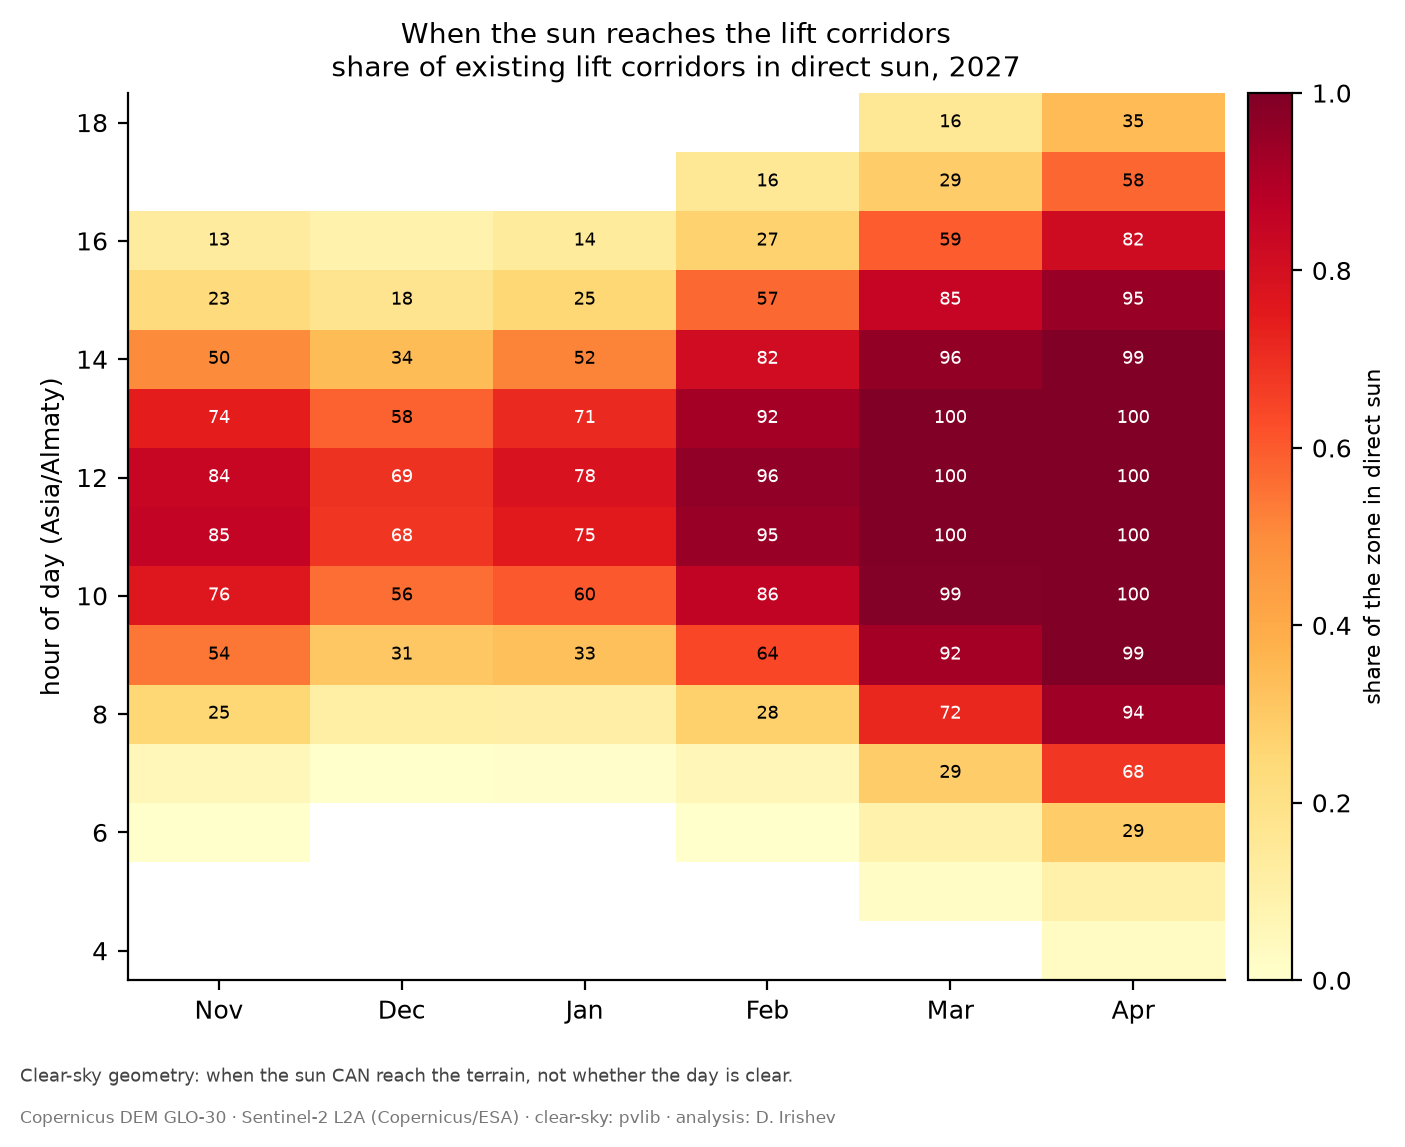 When the sun reaches the lift corridors
share of existing lift corridors in direct sun, 2027
18 16 35 1.0
16 29 58
16 13 14 27 59 82 0.8
23 18 25 57 85 95
14 50 34 52 82 96 99
74 58 71 92 100 100 0.6
12 84 69 78 96 100 100
85 68 75 95 100 100
10 76 56 60 86 99 100 0.4
54 31 33 64 92 99
8 25 28 72 94
29 68 0.2
6 29
4 0.0
hour of day (Asia/Almaty)
share of the zone in direct sun
Nov Dec Jan Feb Mar Apr
Clear-sky geometry: when the sun CAN reach the terrain, not whether the day is clear.
Copernicus DEM GLO-30 · Sentinel-2 L2A (Copernicus/ESA) · clear-sky: pvlib · analysis: D. Irishev